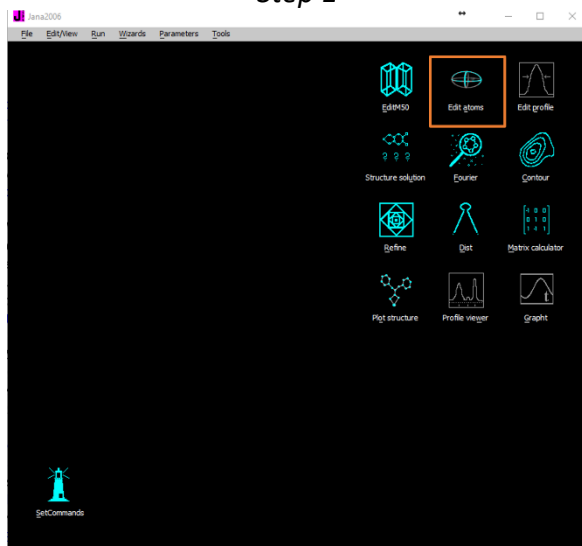 Step 1
Jana2006
File Edit/View Run Wizards Parameters Tools
EditM50 Edit atoms Edit profile
? ? ?
Structure solution Fourier Contour
Refine Dist Matrix calculator
t
Plot structure Profile viewer Grapht
SetCommands